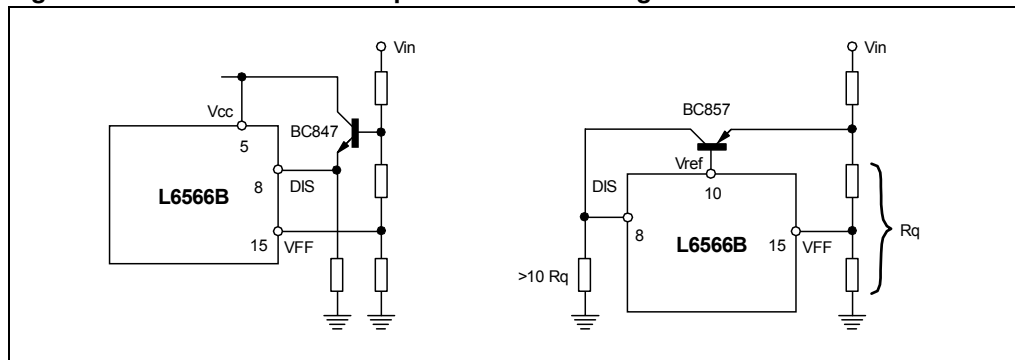 Vin
Vcc
BC847
5
8
DIS
L6566B
15
VFF
Vin
BC857
Vref
10
DIS
8
L6566B
15
VFF
Rq
>10 Rq